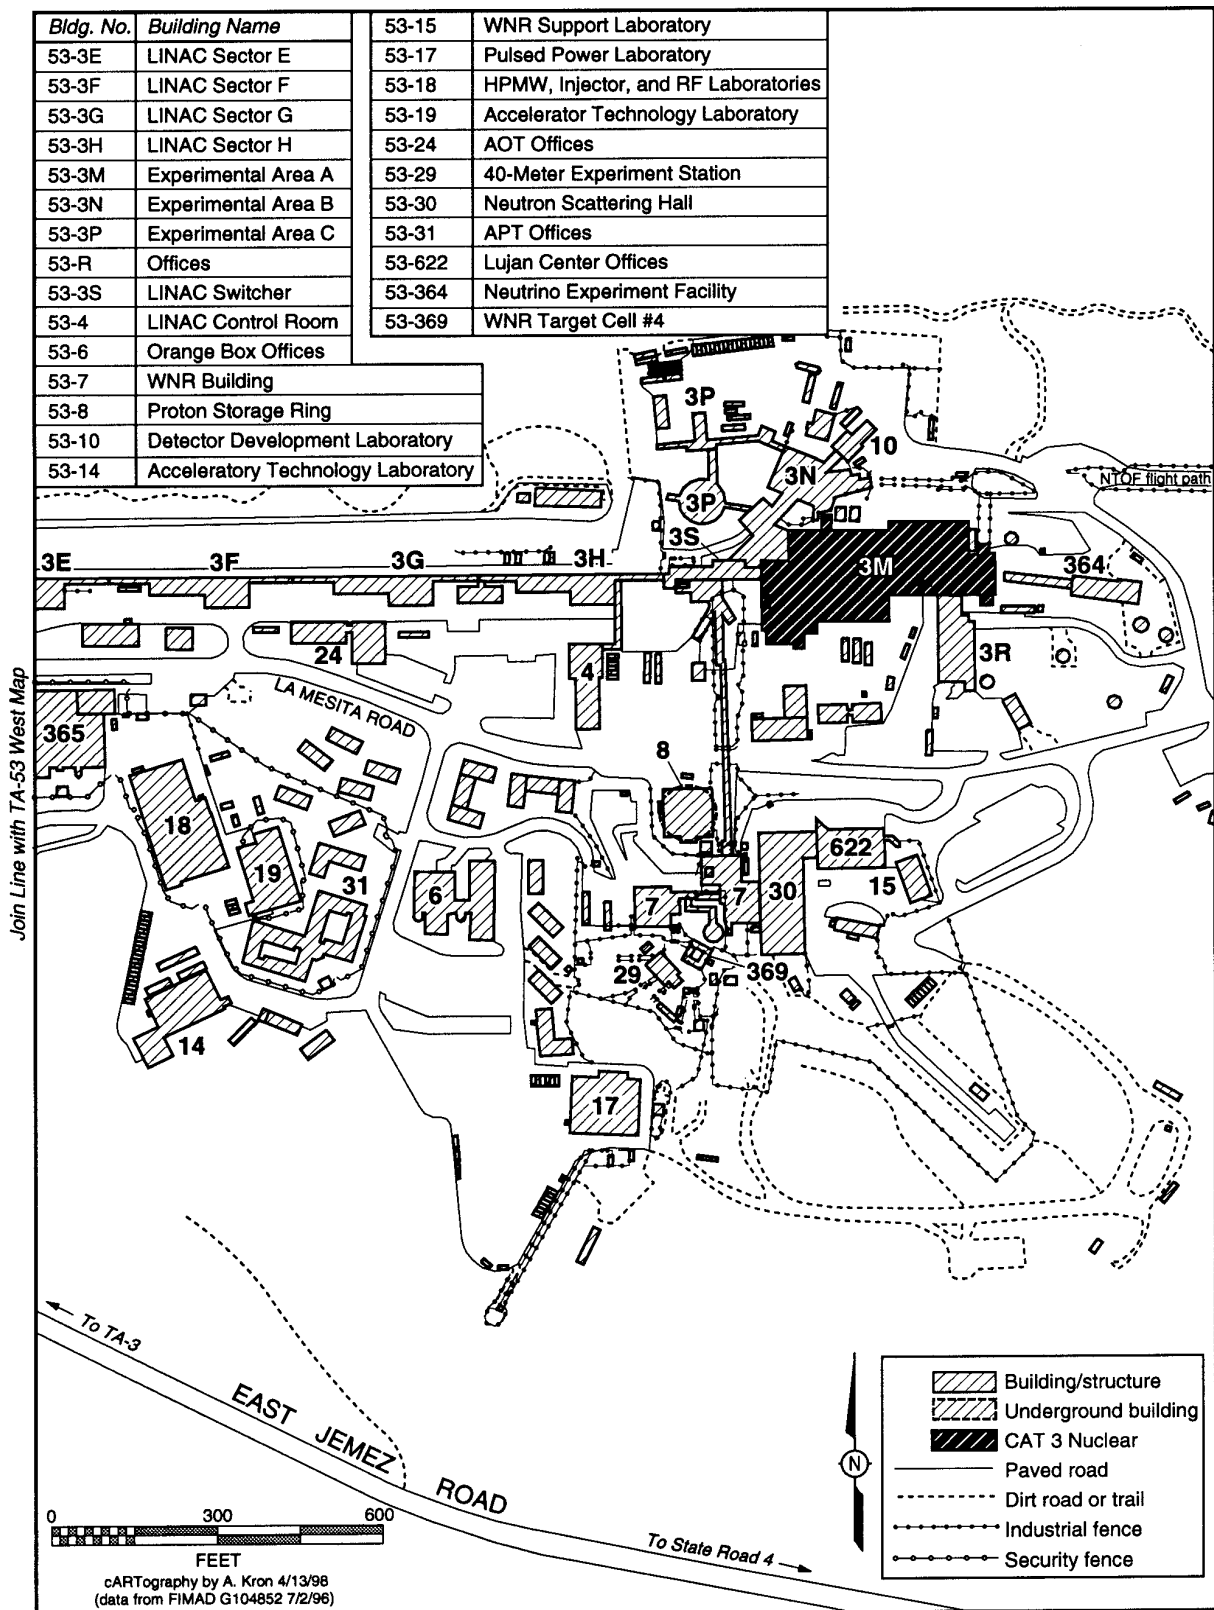 Bldg. No. Building Name
53-3E LINAC Sector E
53-3F LINAC Sector F
53-3G LINAC Sector G
53-3H LINAC Sector H
53-3M Experimental Area A
53-3N Experimental Area B
53-3P Experimental Area C
53-R Offices
53-3S LINAC Switcher
53-4 LINAC Control Room
53-6 Orange Box Offices
53-7 WNR Building
53-8 Proton Storage Ring
53-10 Detector Development Laboratory
53-14 Acceleratory Technology Laboratory
53-15 WNR Support Laboratory
53-17 Pulsed Power Laboratory
53-18 HPMW, Injector, and RF Laboratories
53-19 Accelerator Technology Laboratory
53-24 AOT Offices
53-29 40-Meter Experiment Station
53-30 Neutron Scattering Hall
53-31 APT Offices
53-622 Lujan Center Offices
53-364 Neutrino Experiment Facility
53-369 WNR Target Cell #4
3P
10
3N
NTOF flight path
3P
3S
3E
3F
3G
3H
3M
364
24
4
3R
Join Line with TA-53 West Map
LA MESITA ROAD
365
8
18
622
19
31
6
7
7
30
15
29
369
14
17
To TA-3
EAST JEMEZ ROAD
To State Road 4
Building/structure
Underground building
CAT 3 Nuclear
Paved road
Dirt road or trail
Industrial fence
Security fence
N
0 300 600
FEET
cARTography by A. Kron 4/13/98
(data from FIMAD G104852 7/2/96)